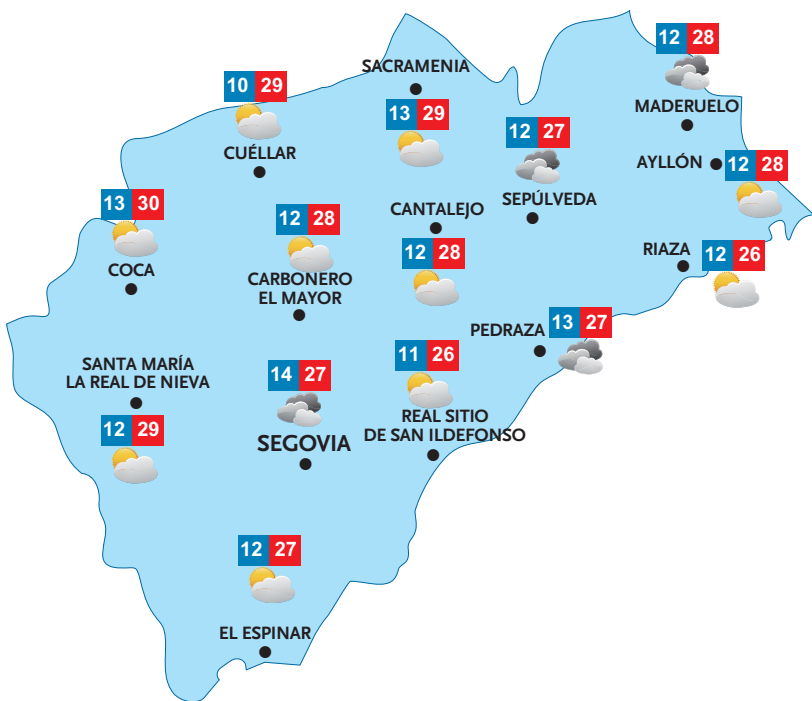 12 28
MADERUELO
SACRAMENIA
13 29
10 29
CUÉLLAR
12 27
SEPÚLVEDA
AYLLÓN
12 28
13 30
COCA
12 28
CARBONERO
EL MAYOR
CANTALEJO
12 28
RIAZA
12 26
PEDRAZA
13 27
SANTA MARÍA
LA REAL DE NIEVA
12 29
14 27
SEGOVIA
11 26
REAL SITIO
DE SAN ILDEFONSO
12 27
EL ESPINAR